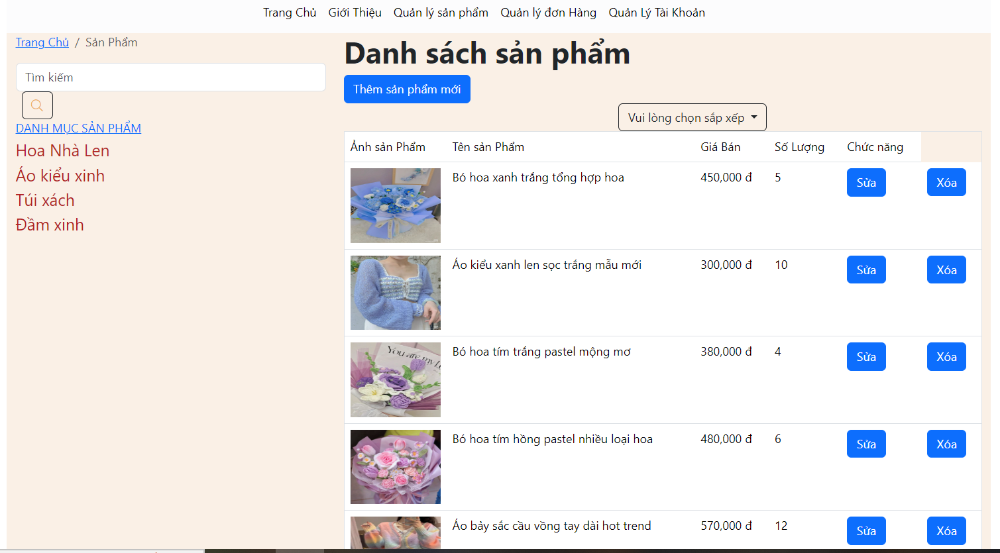 Trang Chủ Giới Thiệu Quản lý sản phẩm Quản lý đơn Hàng Quản Lý Tài Khoản
Trang Chủ / Sản Phẩm
Tìm kiếm
DANH MỤC SẢN PHẨM
Hoa Nhà Len
Áo kiểu xinh
Túi xách
Đầm xinh
Danh sách sản phẩm
Thêm sản phẩm mới
Vui lòng chọn sắp xếp
Ảnh sản Phẩm Tên sản Phẩm Giá Bán Số Lượng Chức năng
Bó hoa xanh trắng tổng hợp hoa 450,000 đ 5 Sửa Xóa
Áo kiểu xanh len sọc trắng mẫu mới 300,000 đ 10 Sửa Xóa
You are my
Bó hoa tím trắng pastel mộng mơ 380,000 đ 4 Sửa Xóa
Bó hoa tím hồng pastel nhiều loại hoa 480,000 đ 6 Sửa Xóa
Áo bảy sắc cầu vồng tay dài hot trend 570,000 đ 12 Sửa Xóa